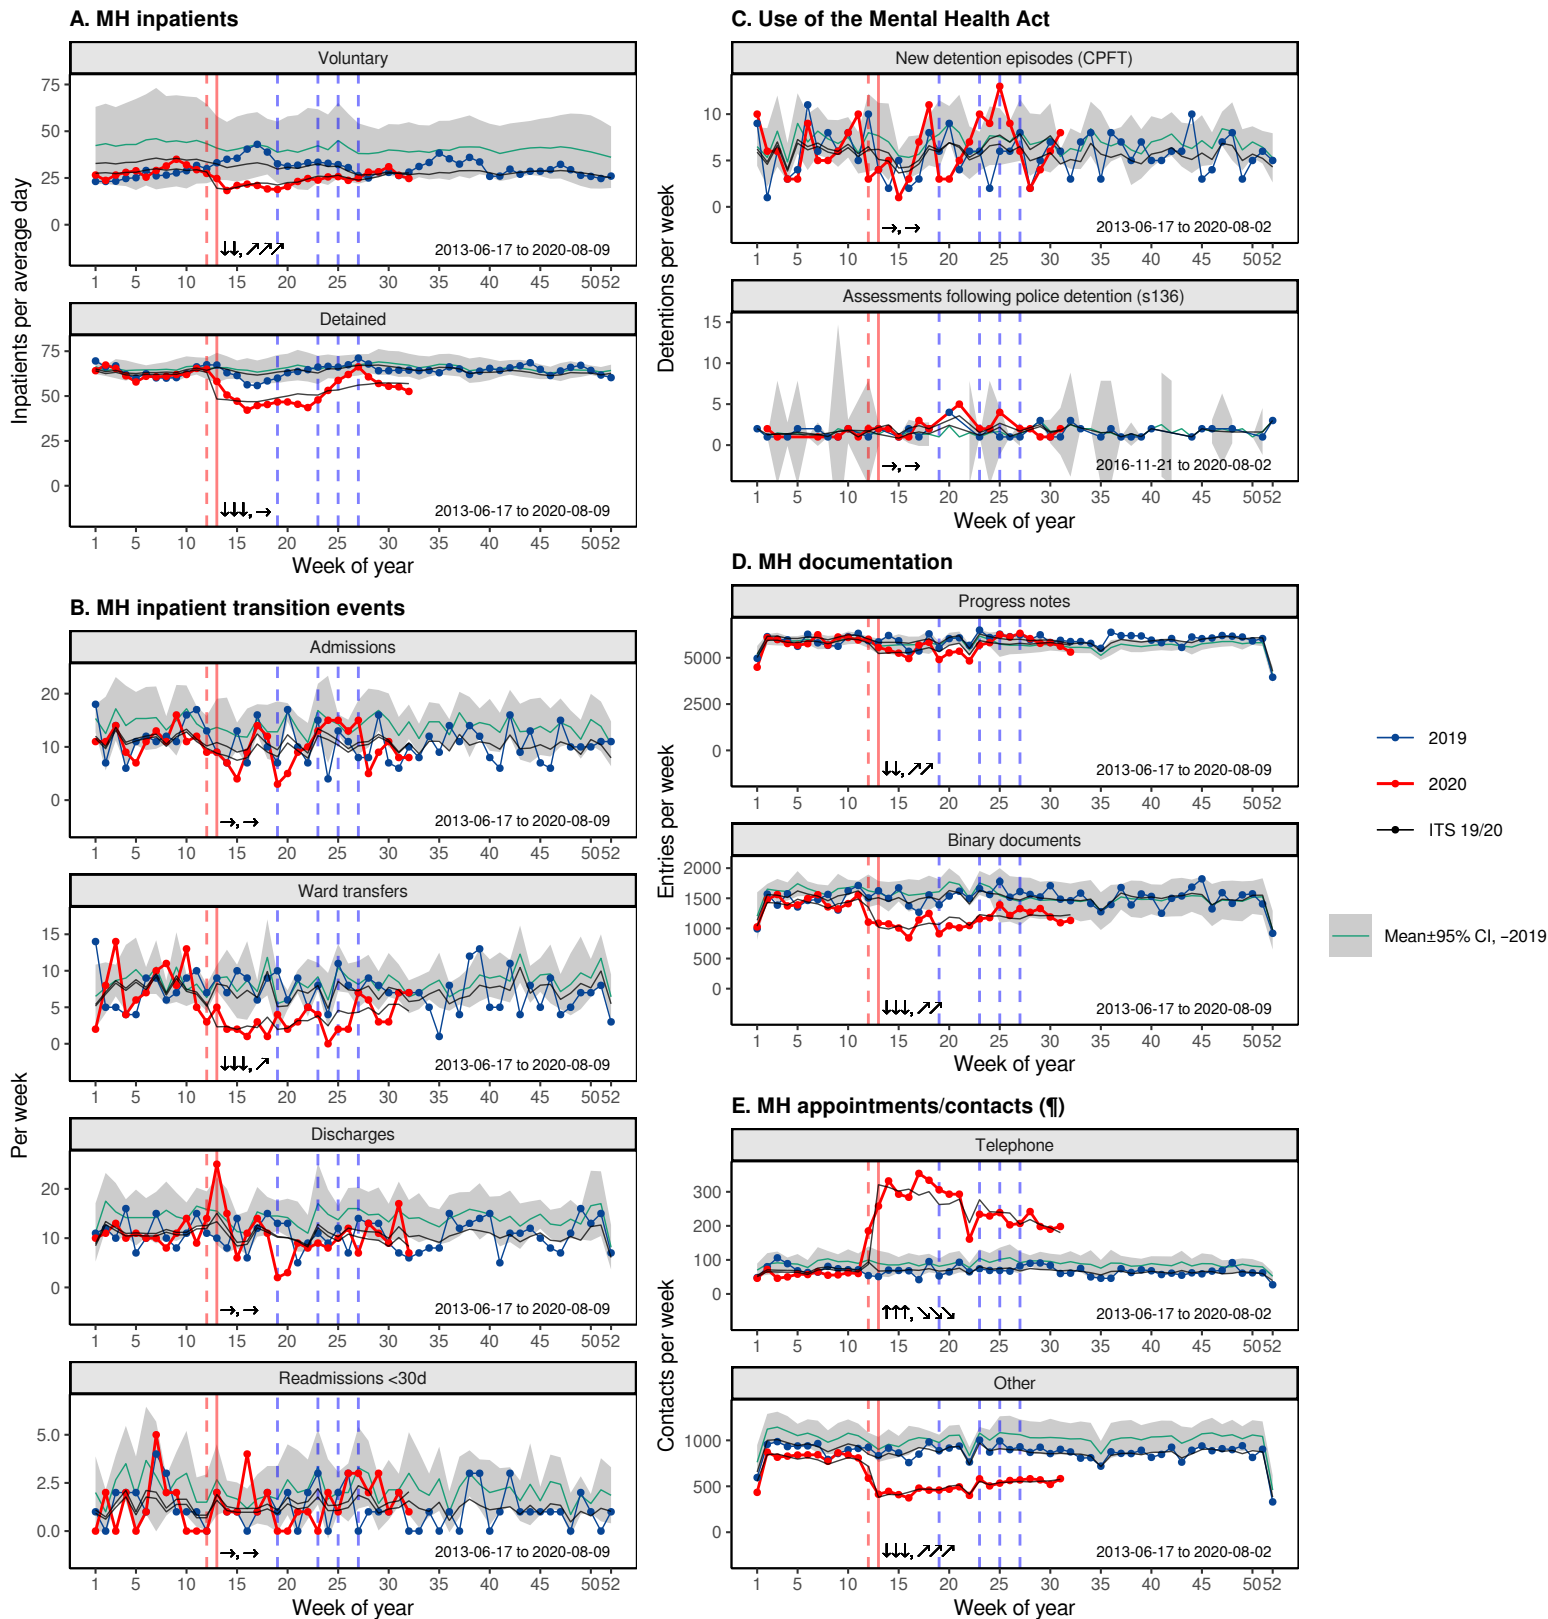 A. MH inpatients
Inpatients per average day
Voluntary
75
50
25
0
↓↓, ↗↗↗
2013-06-17 to 2020-08-09
1 5 10 15 20 25 30 35 40 45 50 52
Detained
75
50
25
0
↓↓↓, →
2013-06-17 to 2020-08-09
1 5 10 15 20 25 30 35 40 45 50 52
Week of year
B. MH inpatient transition events
Per week
Admissions
20
10
0
→, →
2013-06-17 to 2020-08-09
1 5 10 15 20 25 30 35 40 45 50 52
Ward transfers
15
10
5
0
↓↓↓, ↗
2013-06-17 to 2020-08-09
1 5 10 15 20 25 30 35 40 45 50 52
Discharges
20
10
0
→, →
2013-06-17 to 2020-08-09
1 5 10 15 20 25 30 35 40 45 50 52
Readmissions <30d
5.0
2.5
0.0
→, →
2013-06-17 to 2020-08-09
1 5 10 15 20 25 30 35 40 45 50 52
Week of year
C. Use of the Mental Health Act
Detentions per week
New detention episodes (CPFT)
10
5
0
→, →
2013-06-17 to 2020-08-02
1 5 10 15 20 25 30 35 40 45 50 52
Assessments following police detention (s136)
15
10
5
0
→, →
2016-11-21 to 2020-08-02
1 5 10 15 20 25 30 35 40 45 50 52
Week of year
D. MH documentation
Entries per week
Progress notes
5000
2500
0
↓↓, ↗↗
2013-06-17 to 2020-08-09
1 5 10 15 20 25 30 35 40 45 50 52
Binary documents
2000
1500
1000
500
0
↓↓↓, ↗↗
2013-06-17 to 2020-08-09
1 5 10 15 20 25 30 35 40 45 50 52
Week of year
E. MH appointments/contacts (¶)
Contacts per week
Telephone
300
200
100
0
↑↑↑, ↘↘↘
2013-06-17 to 2020-08-02
1 5 10 15 20 25 30 35 40 45 50 52
Contacts per week
Other
1000
500
0
↓↓↓, ↗↗↗
2013-06-17 to 2020-08-02
1 5 10 15 20 25 30 35 40 45 50 52
Week of year
2019
2020
ITS 19/20
Mean±95% CI, −2019